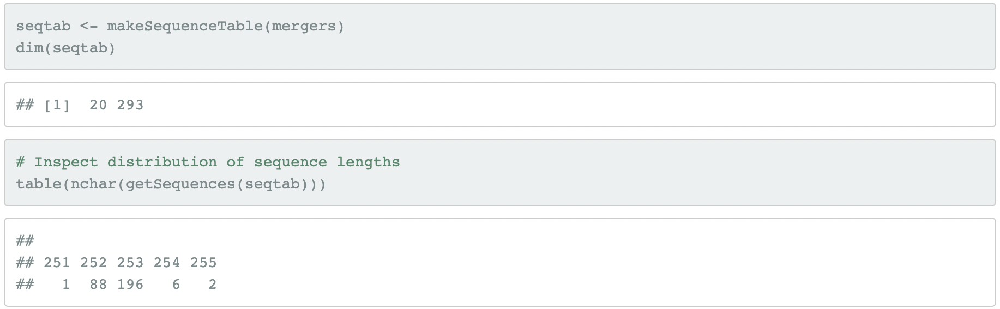 seqtab <- makeSequenceTable(mergers)
dim(seqtab)
## [1]  20 293
# Inspect distribution of sequence lengths
table(nchar(getSequences(seqtab)))
##
## 251 252 253 254 255
##   1  88 196   6   2